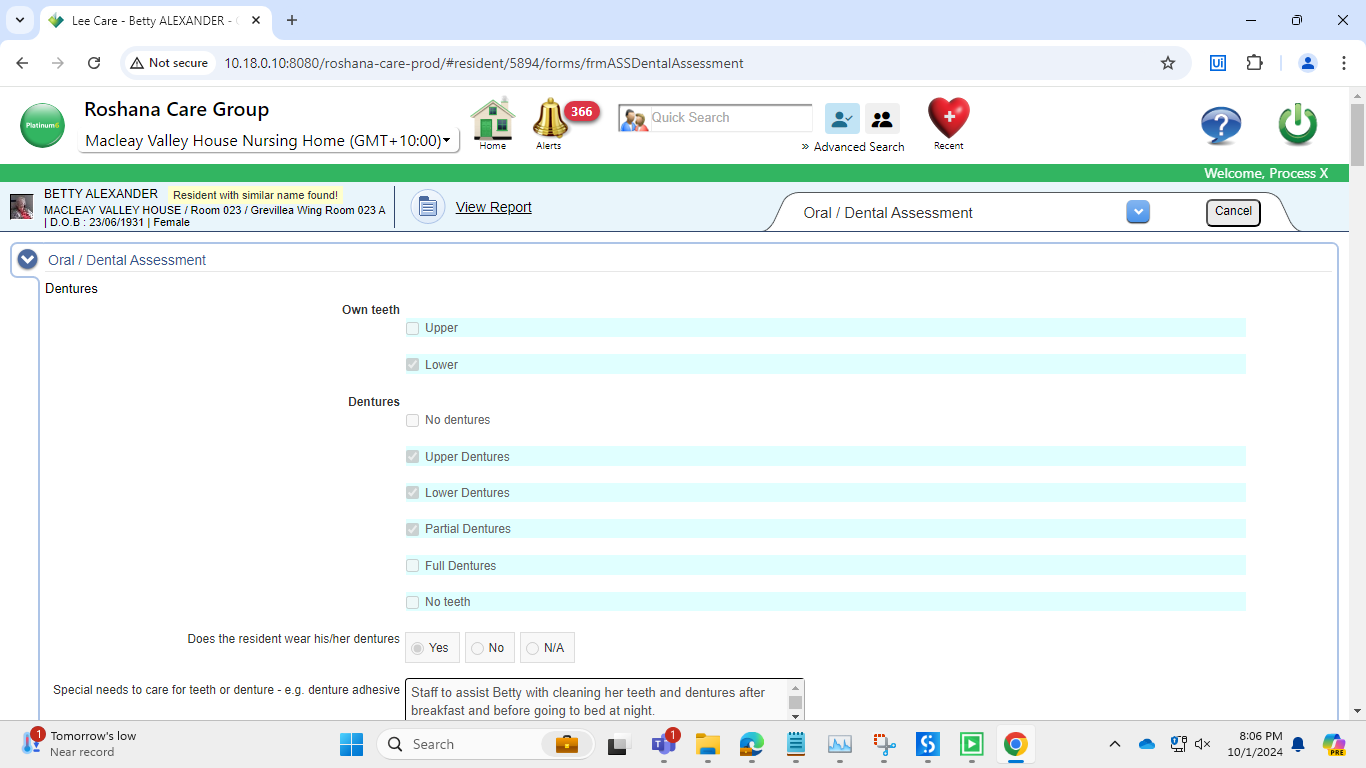 Lee Care - Betty ALEXANDER -
Not secure
10.18.0.10:8080/roshana-care-prod/#resident/5894/forms/frmASSDentalAssessment
Platinum6
Roshana Care Group
Macleay Valley House Nursing Home (GMT+10:00)
Home
366
Alerts
Quick Search
» Advanced Search
Recent
Welcome, Process X
BETTY ALEXANDER
Resident with similar name found!
MACLEAY VALLEY HOUSE / Room 023 / Grevillea Wing Room 023 A
| D.O.B : 23/06/1931 | Female
View Report
Oral / Dental Assessment
Cancel
Oral / Dental Assessment
Dentures
Own teeth
Upper
Lower
Dentures
No dentures
Upper Dentures
Lower Dentures
Partial Dentures
Full Dentures
No teeth
Does the resident wear his/her dentures
Yes
No
N/A
Special needs to care for teeth or denture - e.g. denture adhesive
Staff to assist Betty with cleaning her teeth and dentures after
breakfast and before going to bed at night.
1
Tomorrow's low
Near record
Search
1
8:06 PM
10/1/2024
PRE